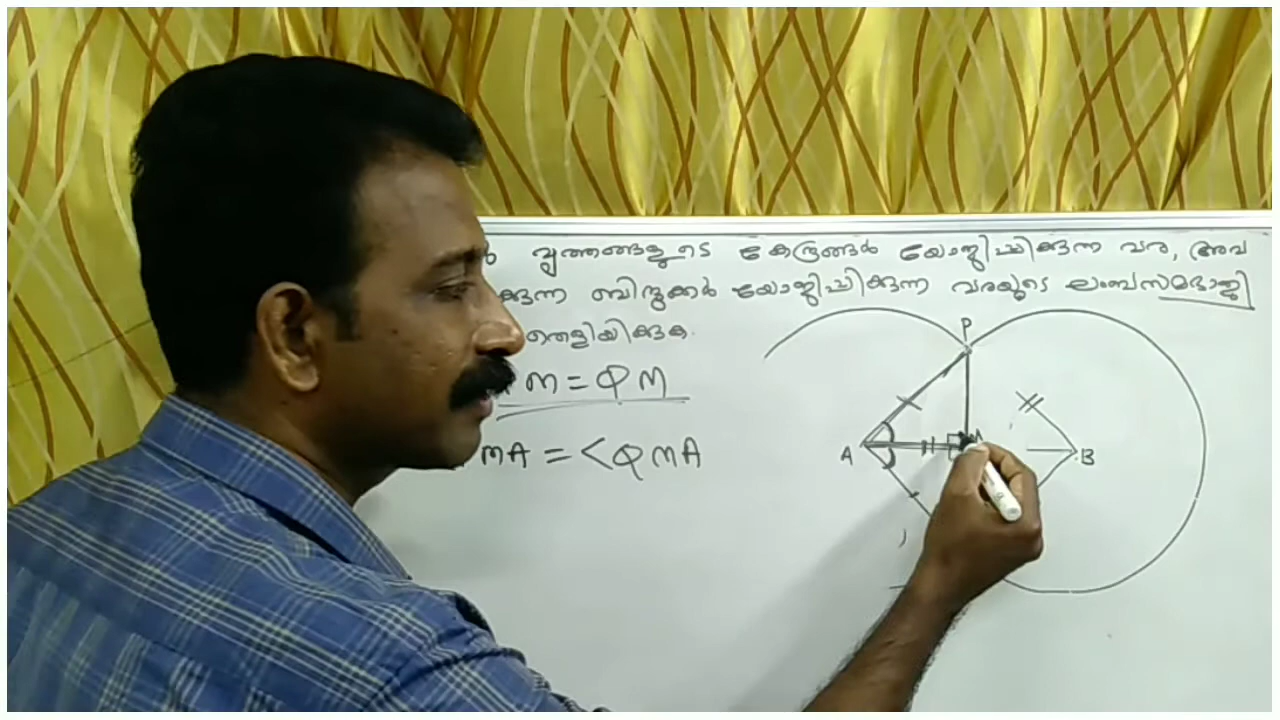 വൃത്തങ്ങളുടെ കേന്ദ്രങ്ങൾ യോജിപ്പിക്കുന്ന വര, അവ
ക്കുന്ന ബിന്ദുക്കൾ യോജിപ്പിക്കുന്ന വരയുടെ ലംബസമഭാജി
തെളിയിക്കുക.
P
M = QM
MA = <QMA
A
B